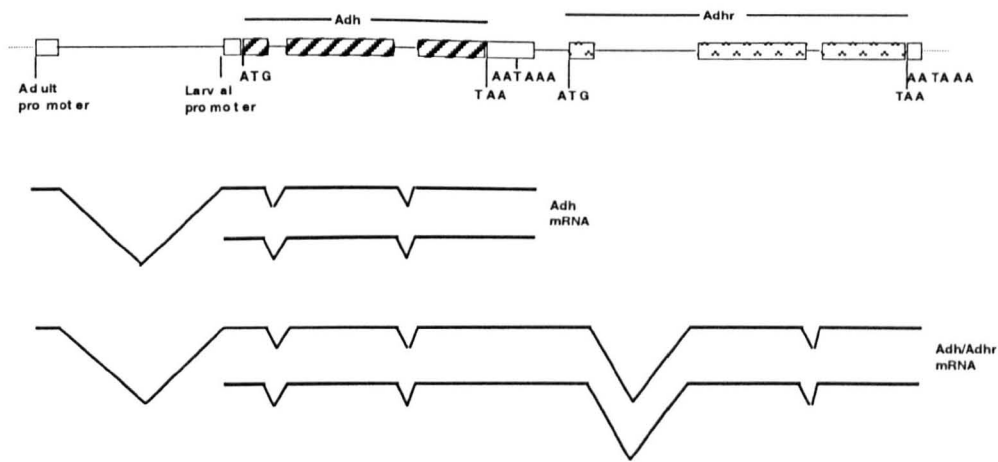 Adh
Adhr
ATG
AATAAA
AATAAA
Adult
promoter
Larval
promoter
TAA
ATG
TAA
Adh
mRNA
Adh/Adhr
mRNA